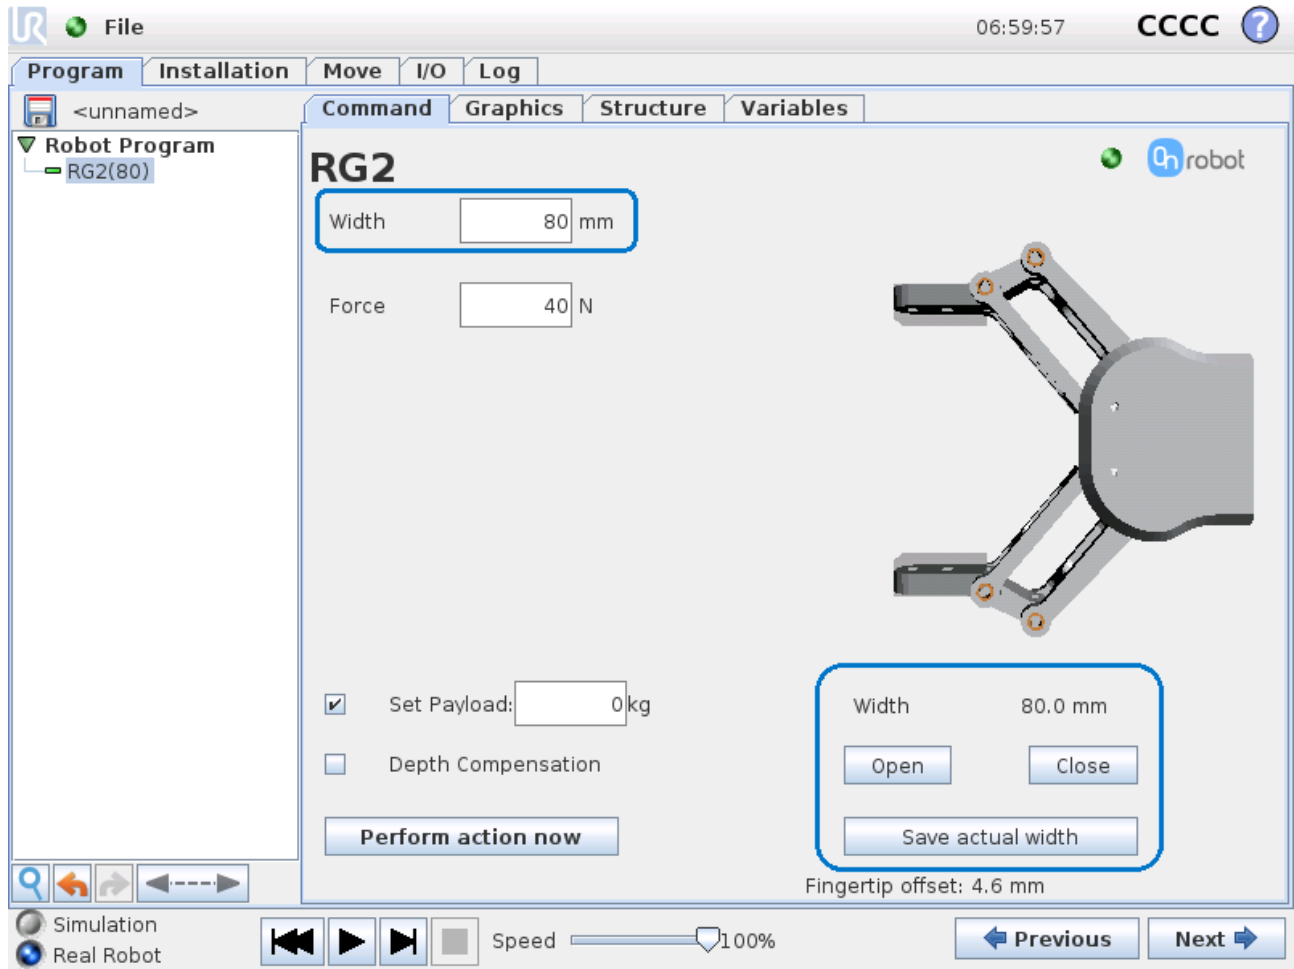 UR File 06:59:57 CCCC ?
Program Installation Move I/O Log
<unnamed> Command Graphics Structure Variables
Robot Program
RG2(80)
RG2
On robot
Width 80 mm
Force 40 N
Set Payload: 0 kg
Depth Compensation
Perform action now
Width 80.0 mm
Open Close
Save actual width
Fingertip offset: 4.6 mm
Simulation
Real Robot
Speed 100%
Previous Next